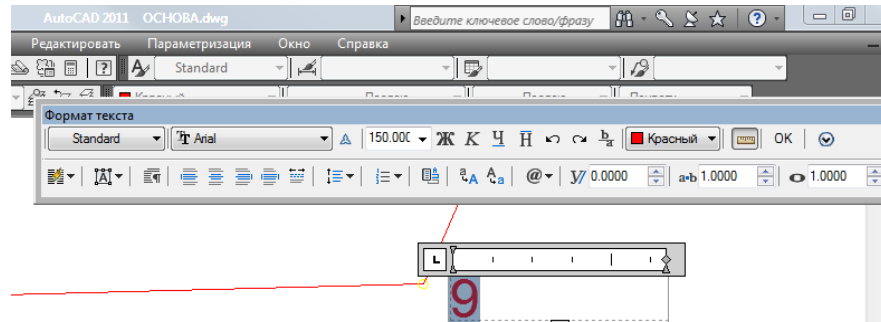 AutoCAD 2011 ОСНОВА.dwg Введите ключевое слово/фразу
Редактировать Параметризация Окно Справка
Standard
Формат текста
Standard Arial 150.000 Ж К Ч Н b/a Красный OK
@ 0.0000 a•b 1.0000 1.0000
9